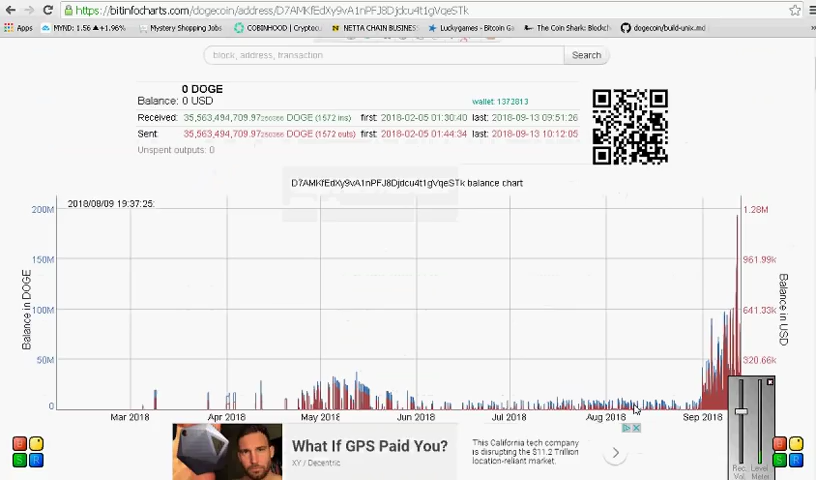 https://bitinfocharts.com/dogecoin/address/D7AMKfEdXy9vA1nPFJ8Djdcu4t1gVqeSTk
Apps MYND: 1.56 ▲+1.96% Mystery Shopping Jobs COBINHOOD | Cryptoc NETTA CHAIN BUSINES Luckygames - Bitcoin G The Coin Shark: Blockch dogecoin/build-unix.md
block, address, transaction Search
0 DOGE
Balance: 0 USD
wallet: 1372813
Received: 35,563,494,709.97 DOGE (1572 ins) first: 2018-02-05 01:30:40 last: 2018-09-13 09:51:26
Sent 35,563,494,709.97 DOGE (1572 outs) first: 2018-02-05 01:44:34 last: 2018-09-13 10:12:05
Unspent outputs: 0
D7AMKfEdXy9vA1nPFJ8Djdcu4t1gVqeSTk balance chart
2018/08/09 19:37:25:
200M 1.28M
150M 961.99k
Balance in DOGE
Balance in USD
100M 641.33k
50M 320.66k
0
Mar 2018 Apr 2018 May 2018 Jun 2018 Jul 2018 Aug 2018 Sep 2018
What If GPS Paid You?
XY / Decentric
This California tech company
is disrupting the $11.2 Trillion
location-reliant market.
Rec. Vol.
Level Meter
B
S R
B
S R